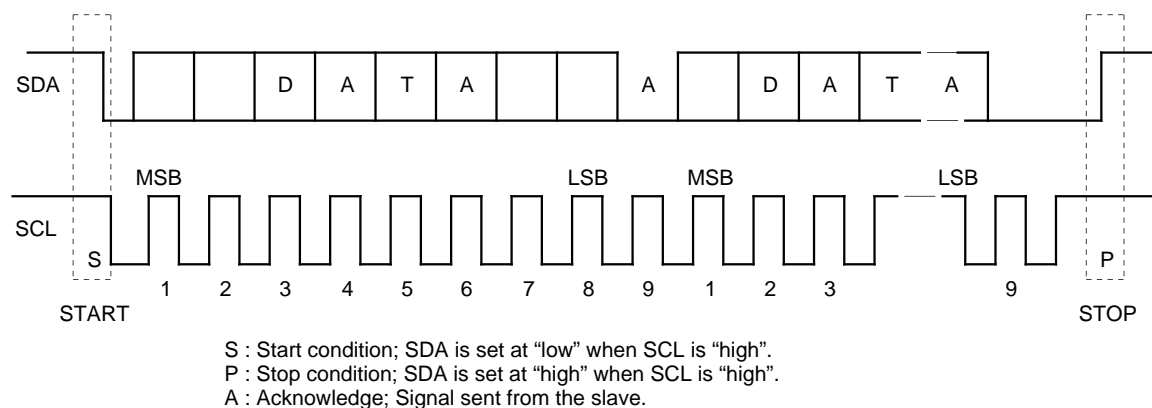 SDA D A T A A D A T A
MSB LSB MSB LSB
SCL
S P
1 2 3 4 5 6 7 8 9 1 2 3 9
START STOP
S : Start condition; SDA is set at “low” when SCL is “high”.
P : Stop condition; SDA is set at “high” when SCL is “high”.
A : Acknowledge; Signal sent from the slave.